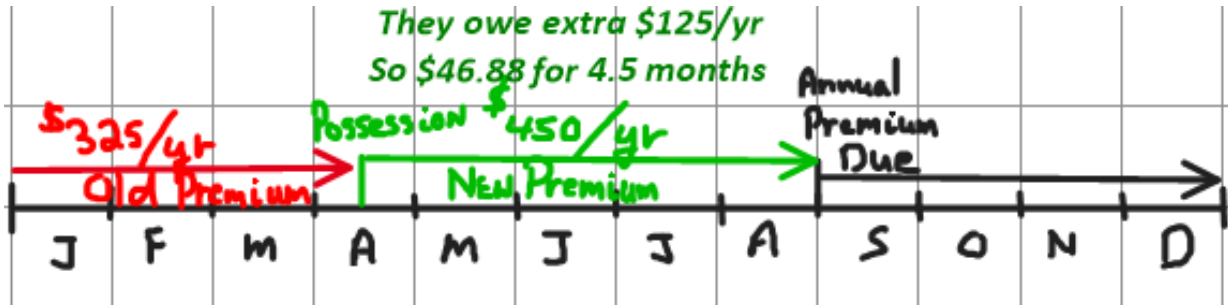 They owe extra $125/yr
So $46.88 for 4.5 months
Annual
Premium
Due
$325/yr
Old Premium
Possession $450/yr
New Premium
J F M A M J J A S O N D